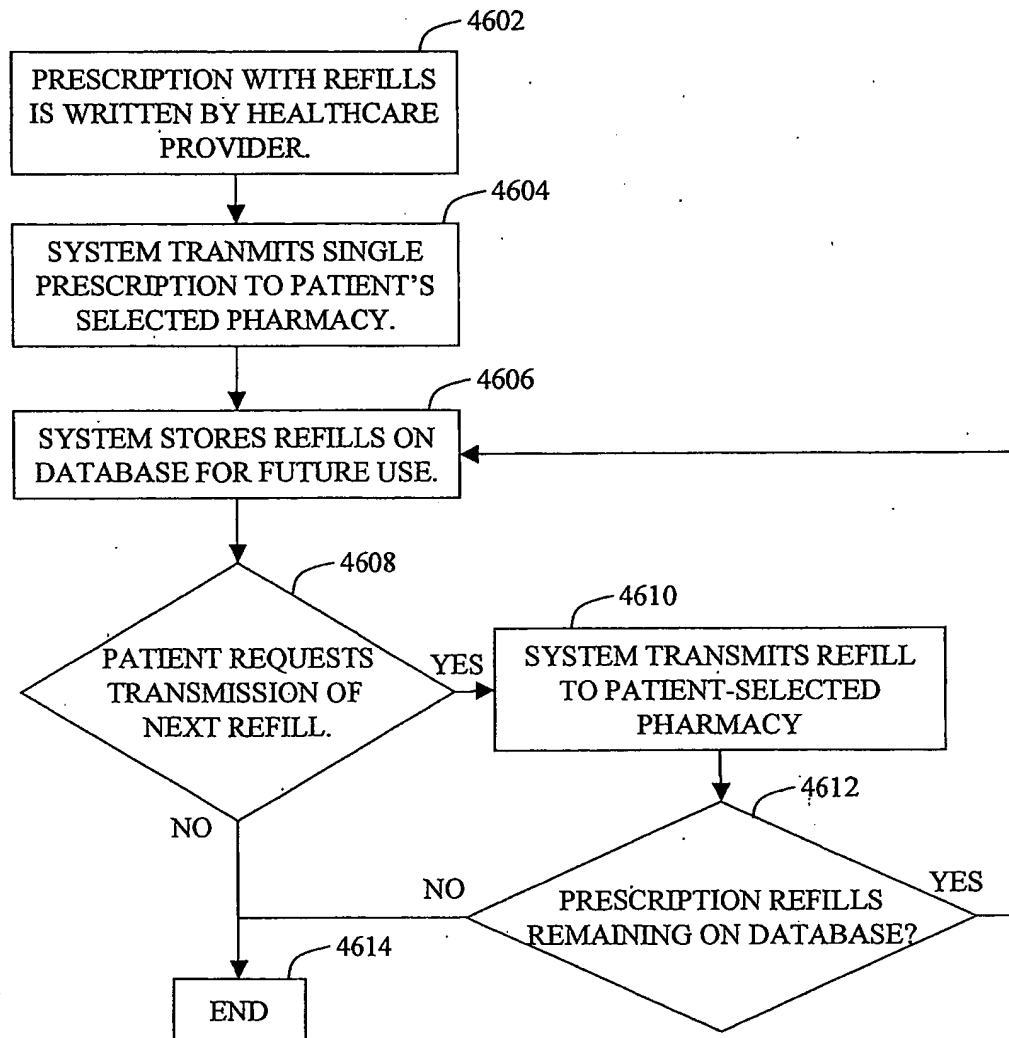 4602
PRESCRIPTION WITH REFILLS
IS WRITTEN BY HEALTHCARE
PROVIDER.
4604
SYSTEM TRANMITS SINGLE
PRESCRIPTION TO PATIENT'S
SELECTED PHARMACY.
4606
SYSTEM STORES REFILLS ON
DATABASE FOR FUTURE USE.
4608
PATIENT REQUESTS
TRANSMISSION OF
NEXT REFILL.
YES
4610
SYSTEM TRANSMITS REFILL
TO PATIENT-SELECTED
PHARMACY
4612
NO
NO
PRESCRIPTION REFILLS
REMAINING ON DATABASE?
YES
4614
END